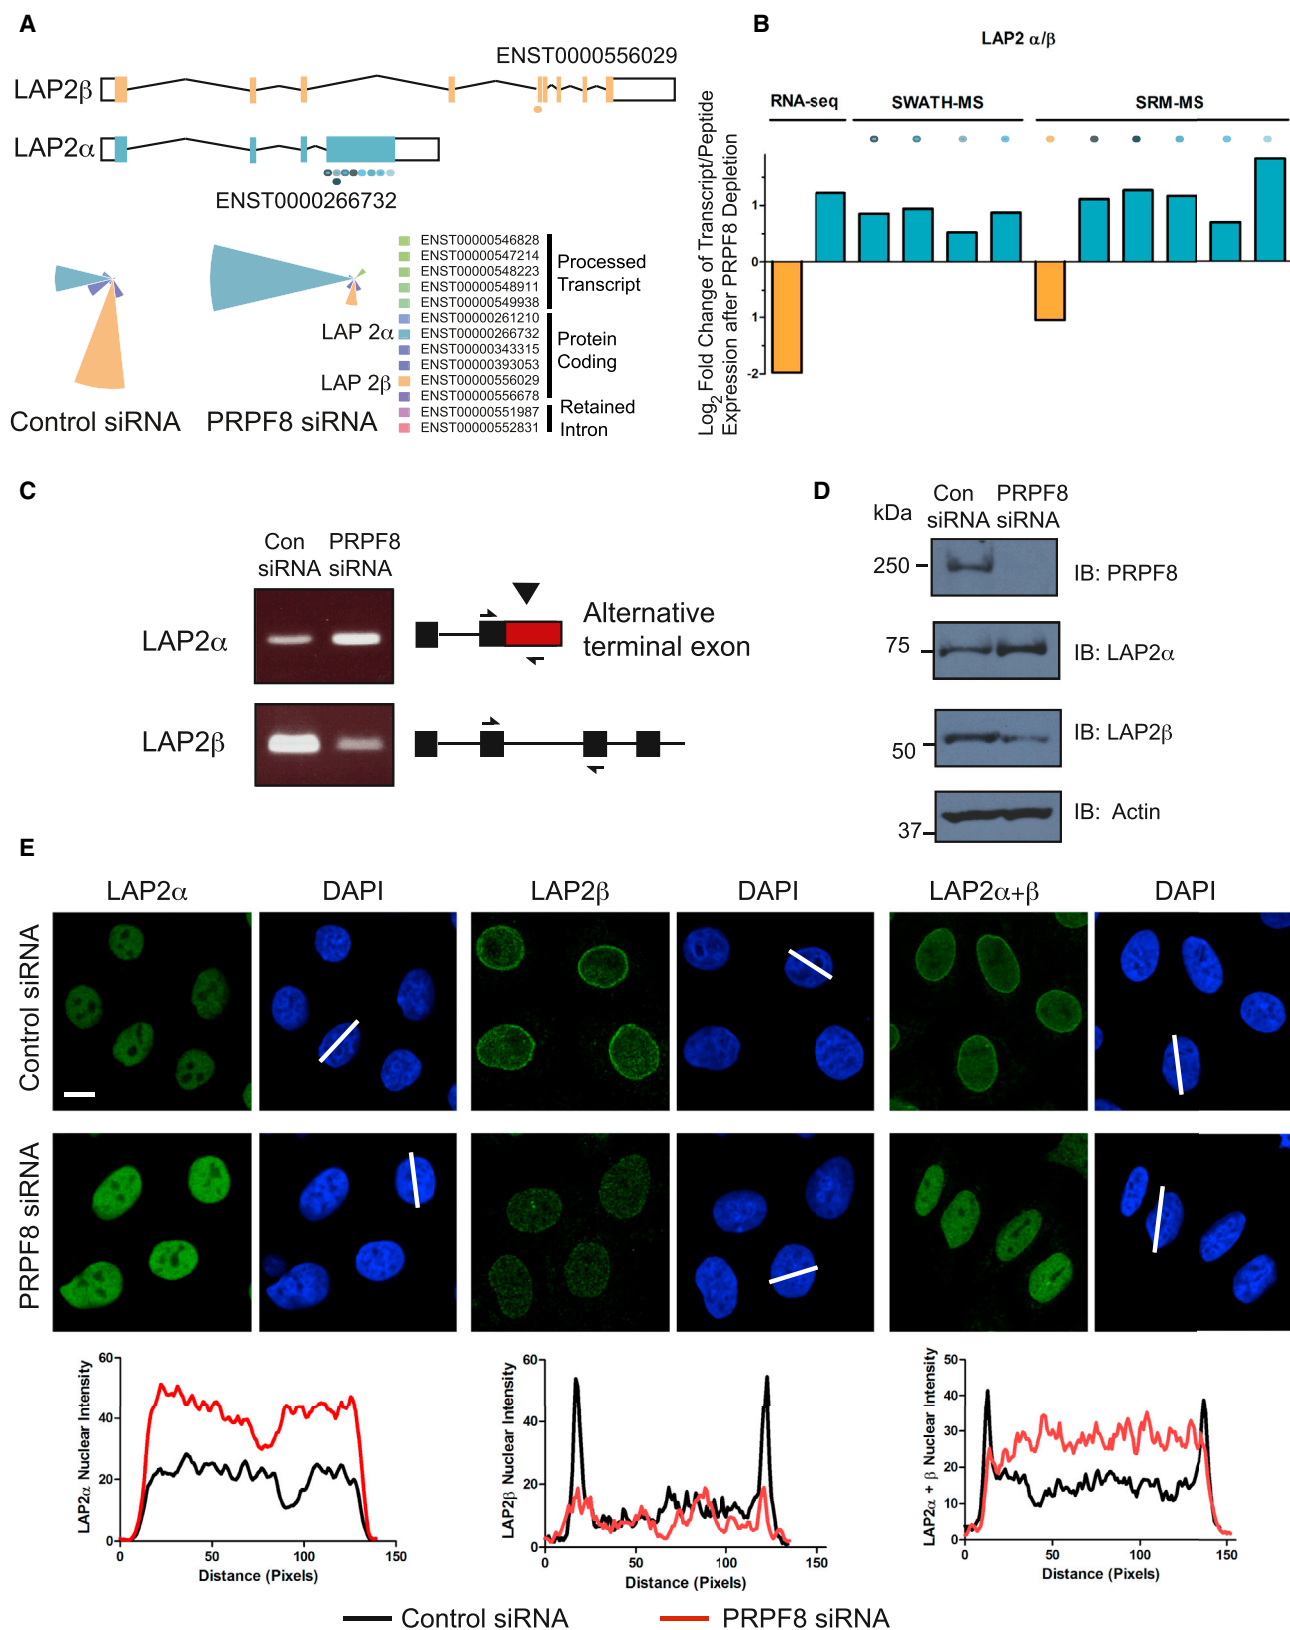 A
ENST0000556029
LAP2β
LAP2α
ENST0000266732
ENST00000546828
ENST00000547214
ENST00000548223
ENST00000548911
ENST00000549938
ENST00000261210
ENST00000266732
ENST00000343315
ENST00000393053
ENST00000556029
ENST00000556678
ENST00000551987
ENST00000552831
Processed
Transcript
Protein
Coding
Retained
Intron
LAP 2α
LAP 2β
Control siRNA
PRPF8 siRNA
B
LAP2 α/β
RNA-seq
SWATH-MS
SRM-MS
Log2 Fold Change of Transcript/Peptide
Expression after PRPF8 Depletion
1
0
1
-2
C
Con
siRNA
PRPF8
siRNA
LAP2α
Alternative
terminal exon
LAP2β
D
kDa
Con
siRNA
PRPF8
siRNA
250
IB: PRPF8
75
IB: LAP2α
50
IB: LAP2β
37
IB: Actin
E
LAP2α
DAPI
LAP2β
DAPI
LAP2α+β
DAPI
Control siRNA
PRPF8 siRNA
LAP2α Nuclear Intensity
60
40
20
0
0
50
100
150
Distance (Pixels)
LAP2β Nuclear Intensity
60
40
20
0
0
50
100
150
Distance (Pixels)
LAP2α + β Nuclear Intensity
50
40
30
20
10
0
0
50
100
150
Distance (Pixels)
Control siRNA
PRPF8 siRNA